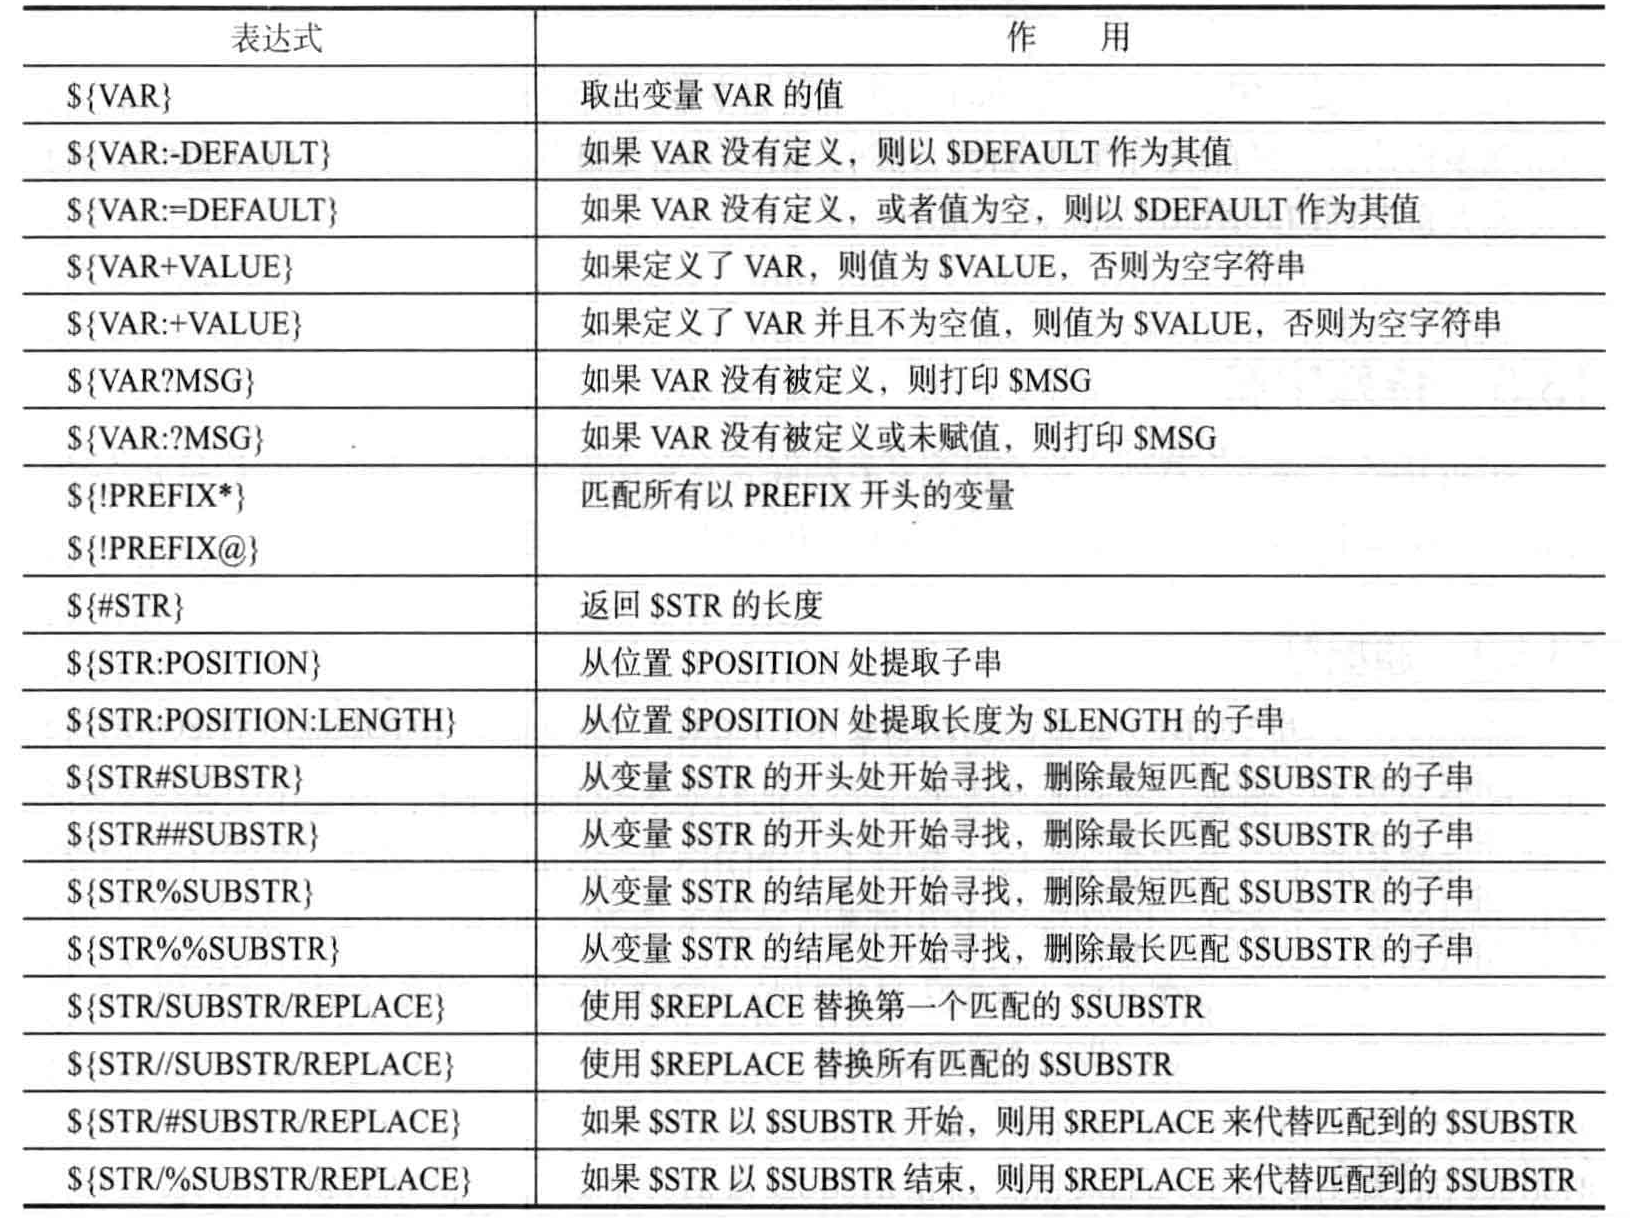 表达式 作 用
${VAR} 取出变量 VAR 的值
${VAR:-DEFAULT} 如果 VAR 没有定义，则以 $DEFAULT 作为其值
${VAR:=DEFAULT} 如果 VAR 没有定义，或者值为空，则以 $DEFAULT 作为其值
${VAR+VALUE} 如果定义了 VAR，则值为 $VALUE，否则为空字符串
${VAR:+VALUE} 如果定义了 VAR 并且不为空值，则值为 $VALUE，否则为空字符串
${VAR?MSG} 如果 VAR 没有被定义，则打印 $MSG
${VAR:?MSG} 如果 VAR 没有被定义或未赋值，则打印 $MSG
${!PREFIX*} 匹配所有以 PREFIX 开头的变量
${!PREFIX@}
${#STR} 返回 $STR 的长度
${STR:POSITION} 从位置 $POSITION 处提取子串
${STR:POSITION:LENGTH} 从位置 $POSITION 处提取长度为 $LENGTH 的子串
${STR#SUBSTR} 从变量 $STR 的开头处开始寻找，删除最短匹配 $SUBSTR 的子串
${STR##SUBSTR} 从变量 $STR 的开头处开始寻找，删除最长匹配 $SUBSTR 的子串
${STR%SUBSTR} 从变量 $STR 的结尾处开始寻找，删除最短匹配 $SUBSTR 的子串
${STR%%SUBSTR} 从变量 $STR 的结尾处开始寻找，删除最长匹配 $SUBSTR 的子串
${STR/SUBSTR/REPLACE} 使用 $REPLACE 替换第一个匹配的 $SUBSTR
${STR//SUBSTR/REPLACE} 使用 $REPLACE 替换所有匹配的 $SUBSTR
${STR/#SUBSTR/REPLACE} 如果 $STR 以 $SUBSTR 开始，则用 $REPLACE 来代替匹配到的 $SUBSTR
${STR/%SUBSTR/REPLACE} 如果 $STR 以 $SUBSTR 结束，则用 $REPLACE 来代替匹配到的 $SUBSTR